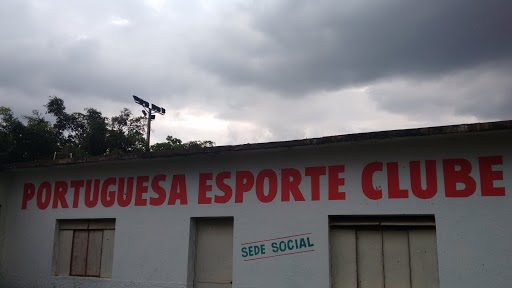 PORTUGUESA ESPORTE CLUBE
SEDE SOCIAL